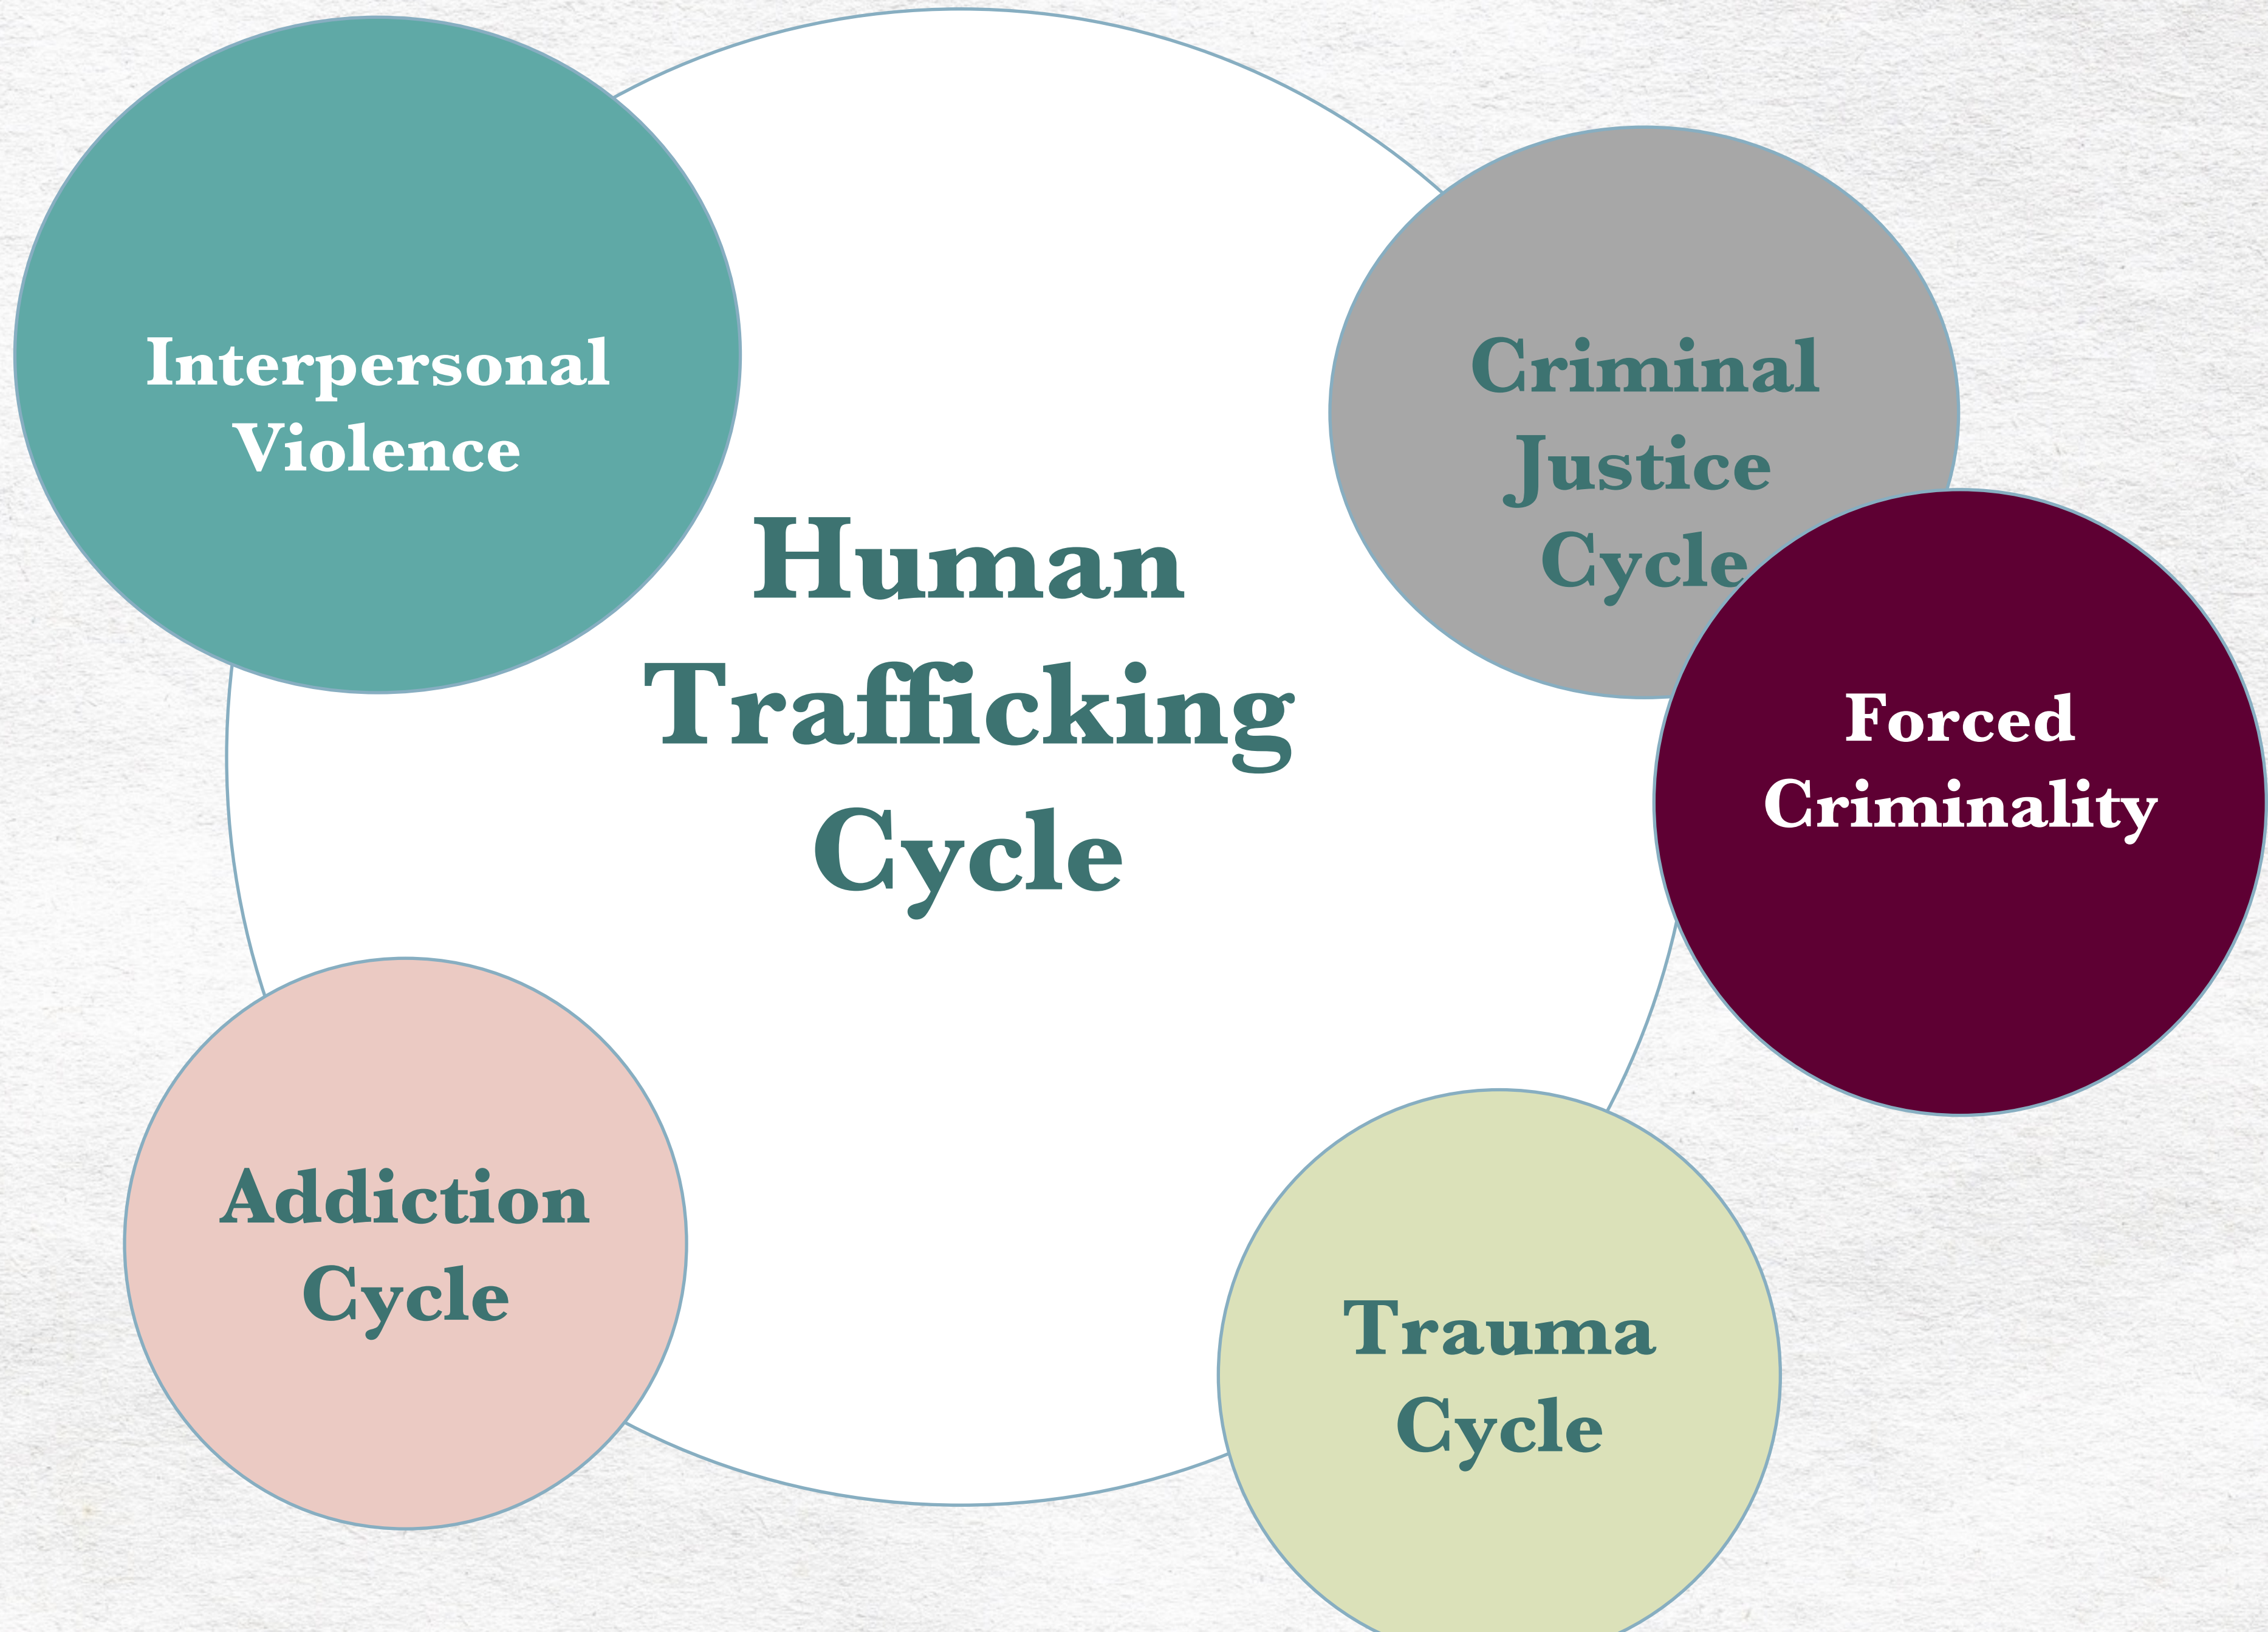 Interpersonal
Violence
Human
Trafficking
Cycle
Criminal
Justice
Cycle
Forced
Criminality
Addiction
Cycle
Trauma
Cycle